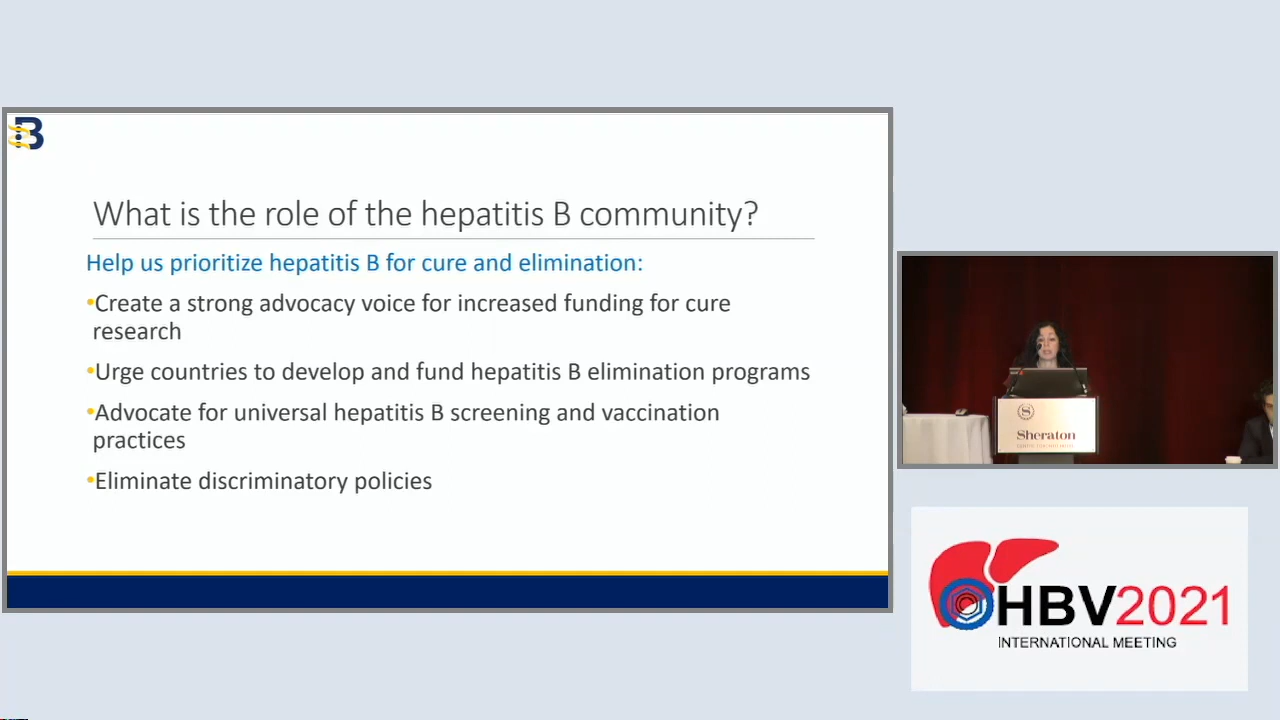 B
What is the role of the hepatitis B community?
Help us prioritize hepatitis B for cure and elimination:
•Create a strong advocacy voice for increased funding for cure
research
•Urge countries to develop and fund hepatitis B elimination programs
•Advocate for universal hepatitis B screening and vaccination
practices
•Eliminate discriminatory policies
S
Sheraton
HBV2021
INTERNATIONAL MEETING